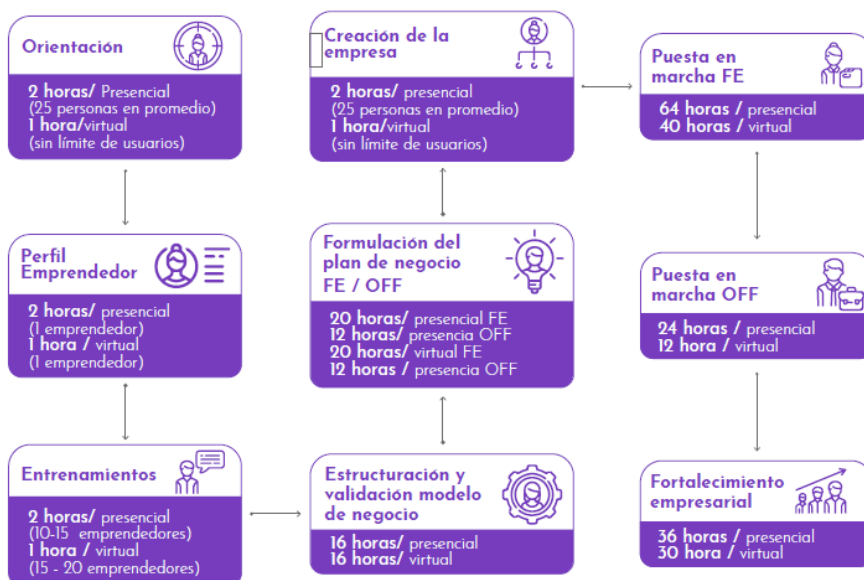 Orientación
2 horas/ Presencial
(25 personas en promedio)
1 hora/virtual
(sin límite de usuarios)
Perfil
Emprendedor
2 horas/ presencial
(1 emprendedor)
1 hora / virtual
(1 emprendedor)
Entrenamientos
2 horas/ presencial
(10-15 emprendedores)
1 hora / virtual
(15 - 20 emprendedores)
Estructuración y
validación modelo
de negocio
16 horas/ presencial
16 horas/ virtual
Formulación del
plan de negocio
FE / OFF
20 horas/ presencial FE
12 horas/ presencia OFF
20 horas/ virtual FE
12 horas / presencia OFF
Creación de la
empresa
2 horas/ presencial
(25 personas en promedio)
1 hora/virtual
(sin límite de usuarios)
Puesta en
marcha FE
64 horas / presencial
40 horas / virtual
Puesta en
marcha OFF
24 horas / presencial
12 hora / virtual
Fortalecimiento
empresarial
36 horas / presencial
30 hora / virtual